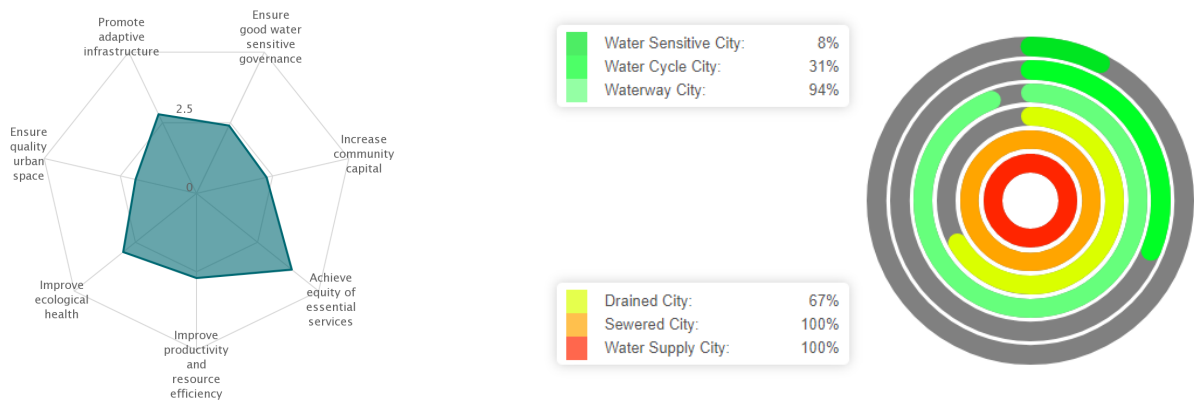 Promote
adaptive
infrastructure
Ensure
good water
sensitive
governance
2.5
0
Ensure
quality
urban
space
Increase
community
capital
Improve
ecological
health
Achieve
equity of
essential
services
Improve
productivity
and
resource
efficiency
Water Sensitive City: 8%
Water Cycle City: 31%
Waterway City: 94%
Drained City: 67%
Sewered City: 100%
Water Supply City: 100%